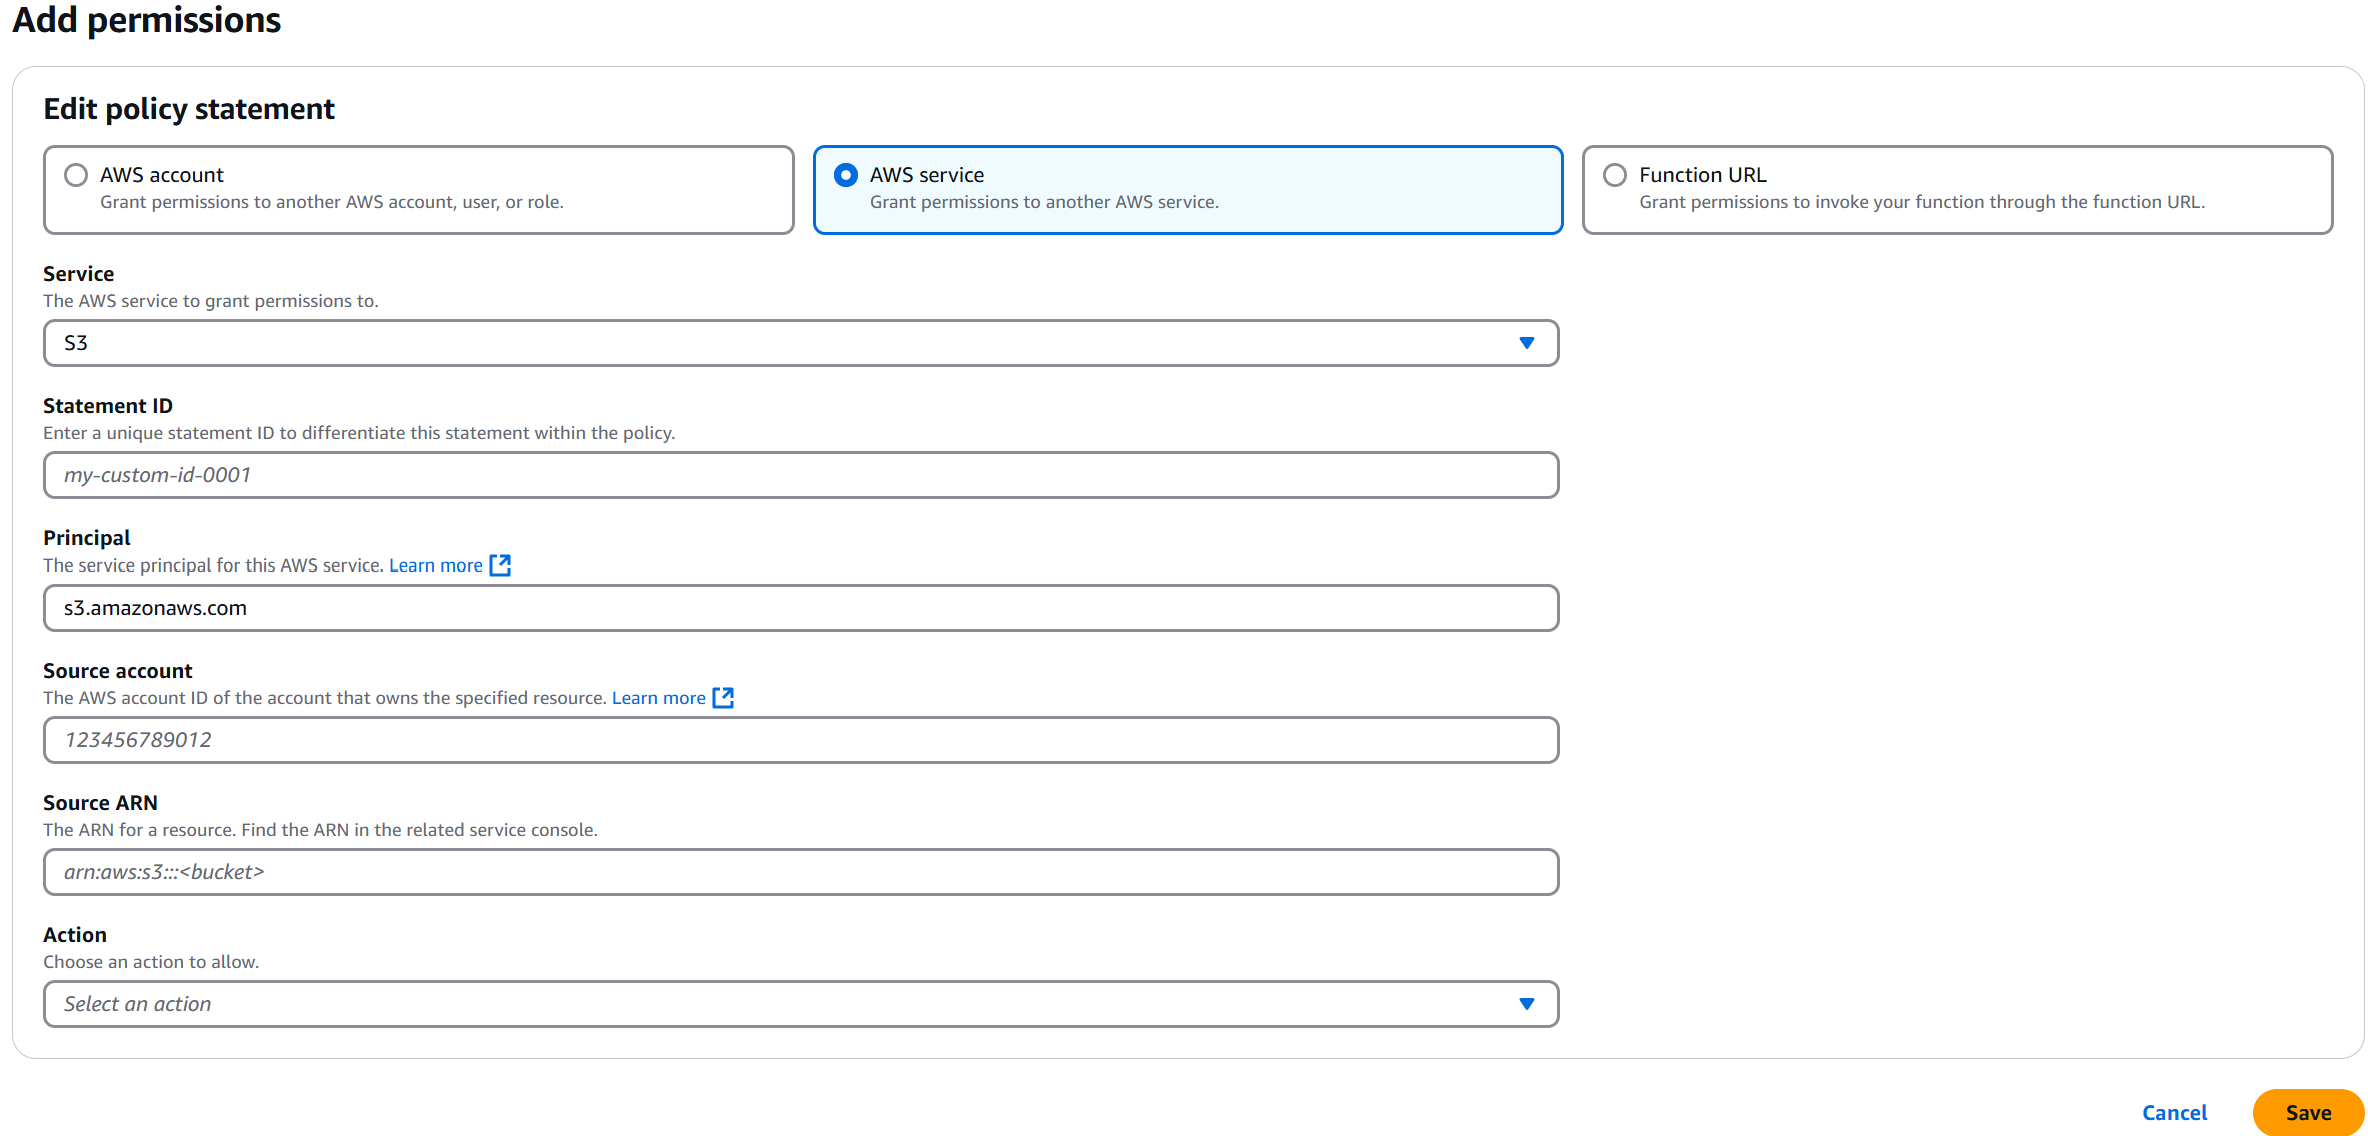 Add permissions
Edit policy statement
AWS account
Grant permissions to another AWS account, user, or role.
AWS service
Grant permissions to another AWS service.
Function URL
Grant permissions to invoke your function through the function URL.
Service
The AWS service to grant permissions to.
S3
Statement ID
Enter a unique statement ID to differentiate this statement within the policy.
my-custom-id-0001
Principal
The service principal for this AWS service. Learn more
s3.amazonaws.com
Source account
The AWS account ID of the account that owns the specified resource. Learn more
123456789012
Source ARN
The ARN for a resource. Find the ARN in the related service console.
arn:aws:s3:::<bucket>
Action
Choose an action to allow.
Select an action
Cancel
Save